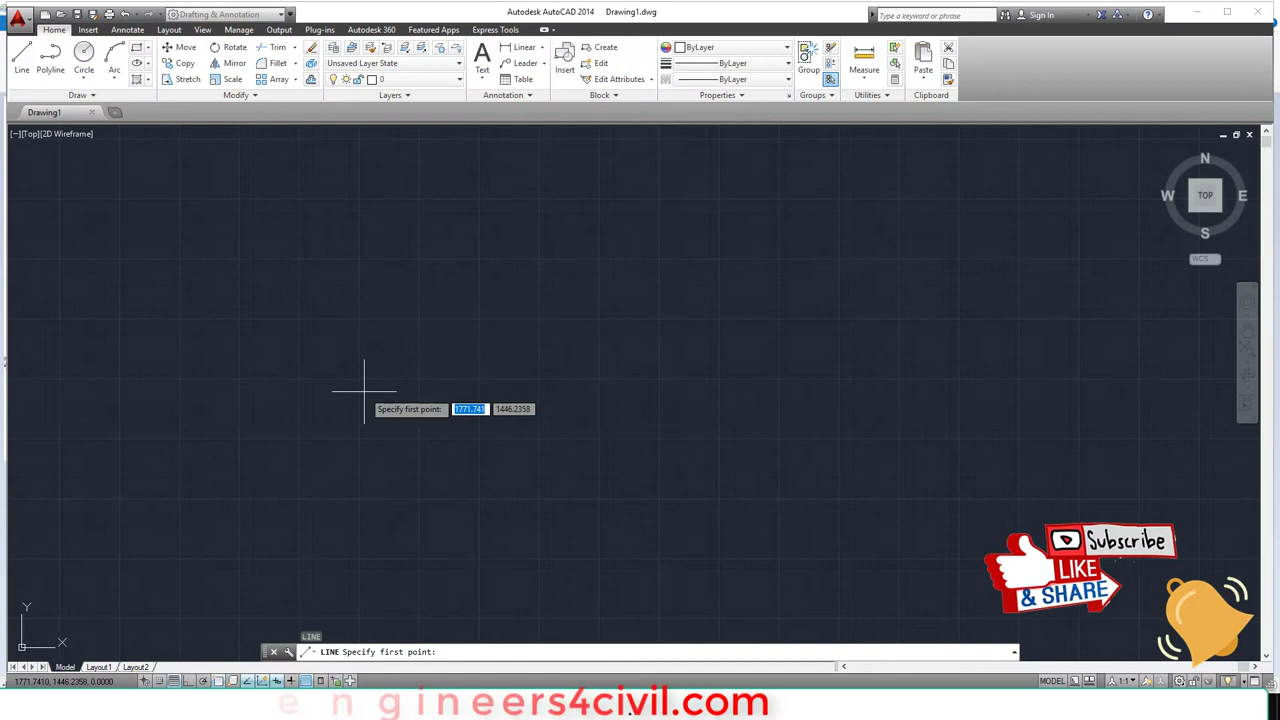 Drafting & Annotation
Autodesk AutoCAD 2014 Drawing1.dwg
Type a keyword or phrase
Sign In
Home Insert Annotate Layout View Manage Output Plug-ins Autodesk 360 Featured Apps Express Tools
Line Polyline Circle Arc
Move Rotate Trim
Copy Mirror Fillet
Stretch Scale Array
Unsaved Layer State
0
Text
Linear
Leader
Table
Insert
Create
Edit
Edit Attributes
ByLayer
ByLayer
ByLayer
Group
Measure
Paste
Draw Modify Layers Annotation Block Properties Groups Utilities Clipboard
Drawing1
[–][Top][2D Wireframe]
N
W TOP E
S
WCS
Specify first point: 1771.741 1446.2358
Subscribe
LIKE
& SHARE
Y
X
LINE
LINE Specify first point:
Model Layout1 Layout2
1771.7410, 1446.2358, 0.0000
MODEL 1:1
engineers4civil.com